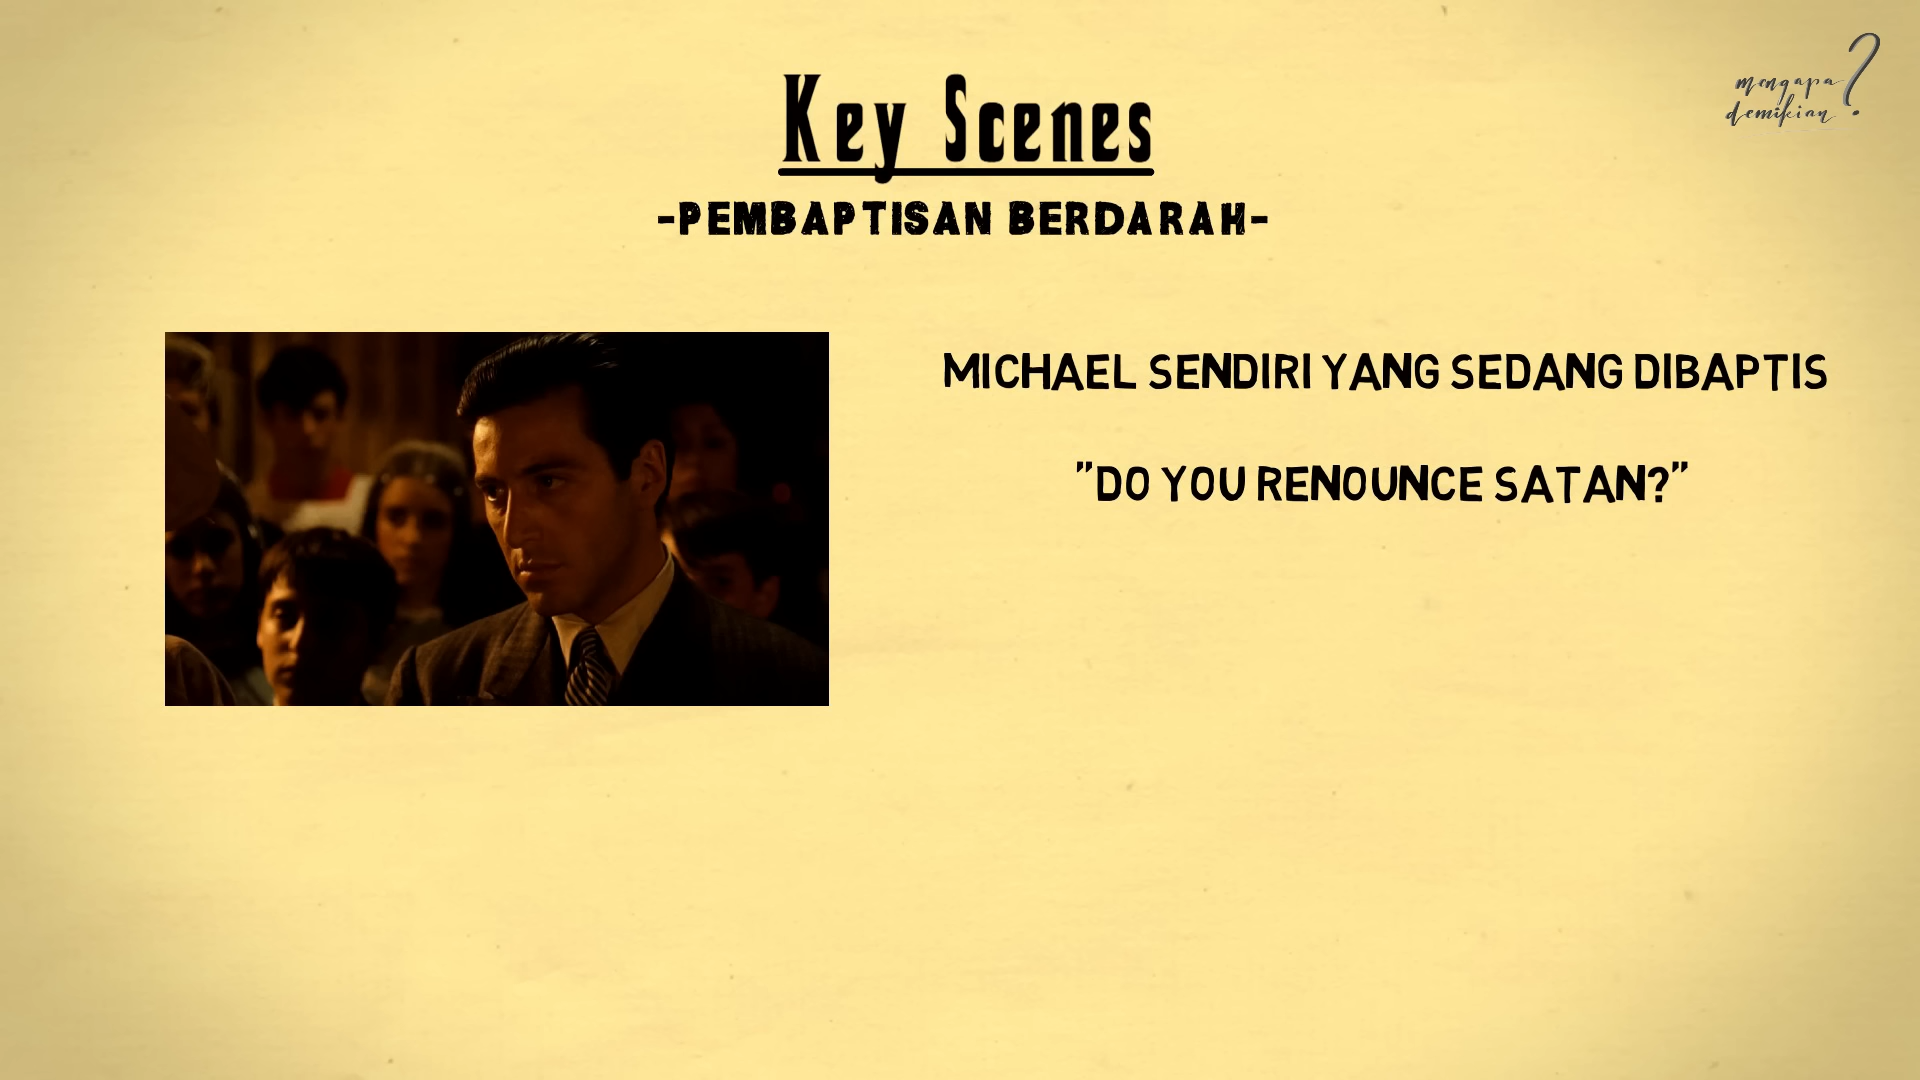 Key Scenes
-PEMBAPTISAN BERDARAH-
mengapa
demikian?
MICHAEL SENDIRI YANG SEDANG DIBAPTIS
"DO YOU RENOUNCE SATAN?"